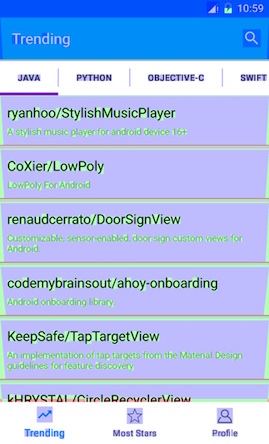 10:59
Trending
JAVA
PYTHON
OBJECTIVE-C
SWIFT
ryanhoo/StylishMusicPlayer
A stylish music player for android device 16+
CoXier/LowPoly
LowPoly For Android
renaudcerrato/DoorSignView
Customizable, sensor-enabled, door sign custom views for
Android.
codemybrainsout/ahoy-onboarding
Android onboarding library.
KeepSafe/TapTargetView
An implementation of tap targets from the Material Design
guidelines for feature discovery
kHRYSTAL/CircleRecyclerView
Trending
Most Stars
Profile